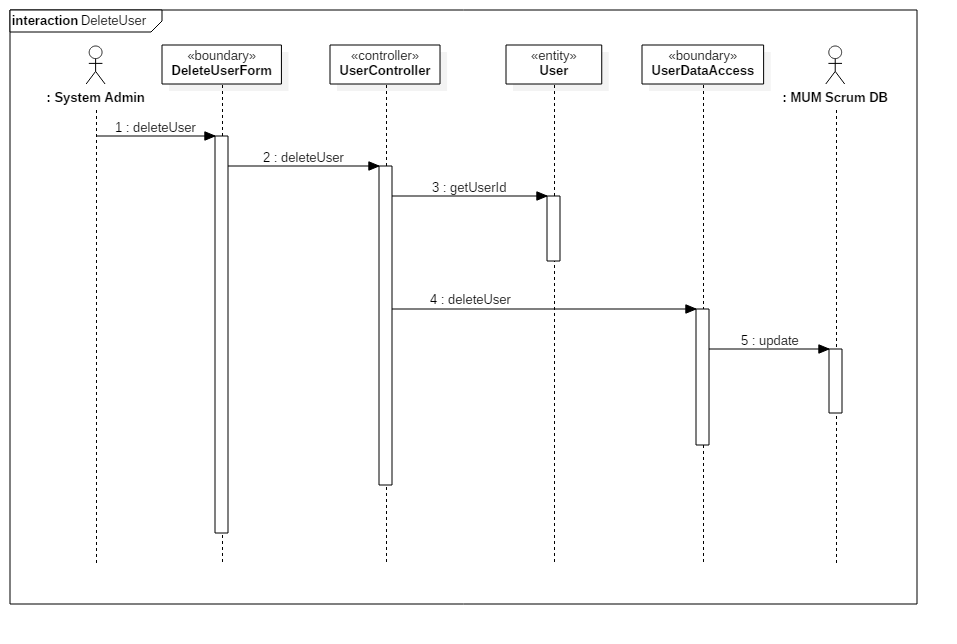 interaction DeleteUser
«boundary»
DeleteUserForm
«controller»
UserController
«entity»
User
«boundary»
UserDataAccess
: System Admin
: MUM Scrum DB
1 : deleteUser
2 : deleteUser
3 : getUserId
4 : deleteUser
5 : update